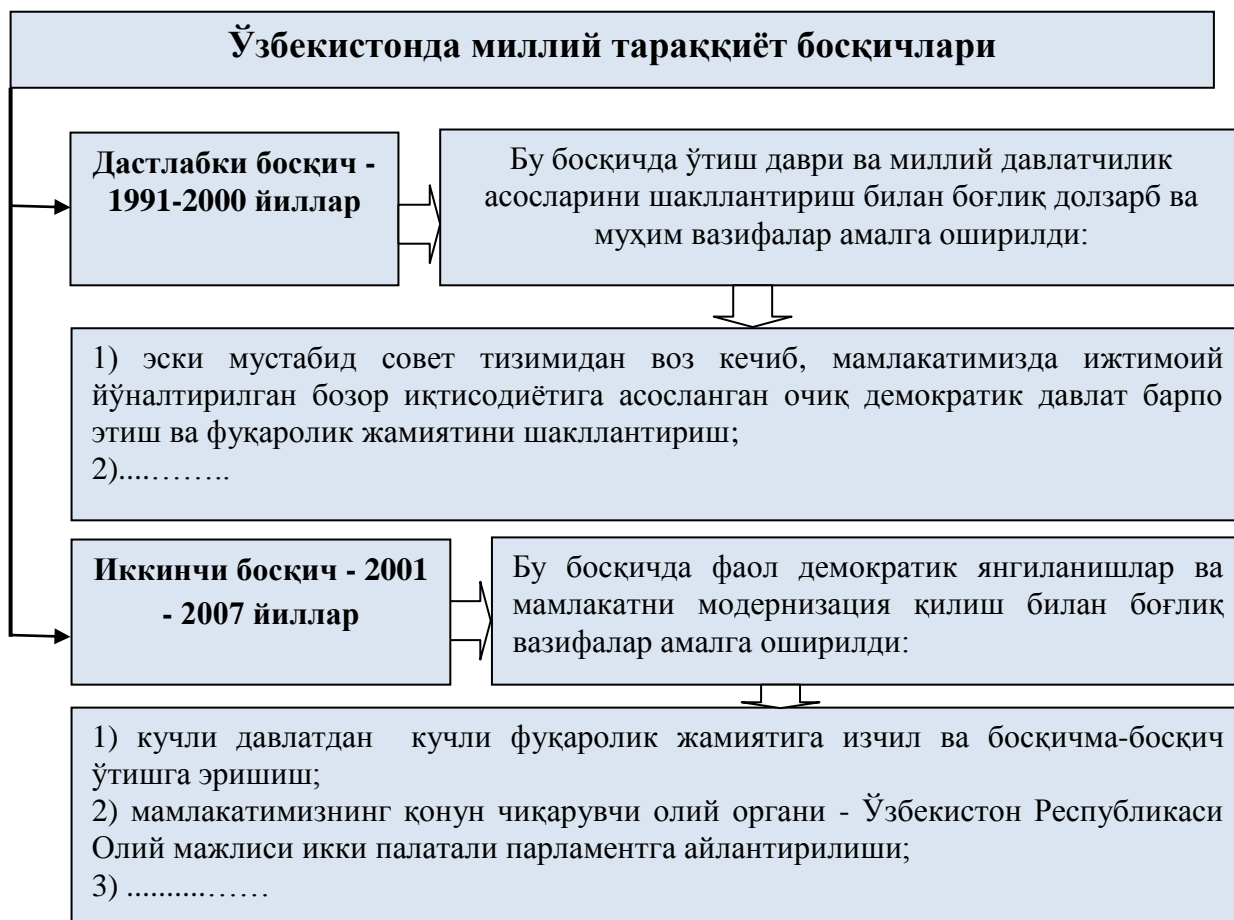 Ўзбекистонда миллий тараққиёт босқичлари
Дастлабки босқич -
1991-2000 йиллар
Бу босқичда ўтиш даври ва миллий давлатчилик
асосларини шакллантириш билан боғлиқ долзарб ва
муҳим вазифалар амалга оширилди:
1) эски мустабид совет тизимидан воз кечиб, мамлакатимизда ижтимоий
йўналтирилган бозор иқтисодиётига асосланган очиқ демократик давлат барпо
этиш ва фуқаролик жамиятини шакллантириш;
2)....……..
Иккинчи босқич - 2001
- 2007 йиллар
Бу босқичда фаол демократик янгиланишлар ва
мамлакатни модернизация қилиш билан боғлиқ
вазифалар амалга оширилди:
1) кучли давлатдан кучли фуқаролик жамиятига изчил ва босқичма-босқич
ўтишга эришиш;
2) мамлакатимизнинг қонун чиқарувчи олий органи - Ўзбекистон Республикаси
Олий мажлиси икки палатали парламентга айлантирилиши;
3) ..........……